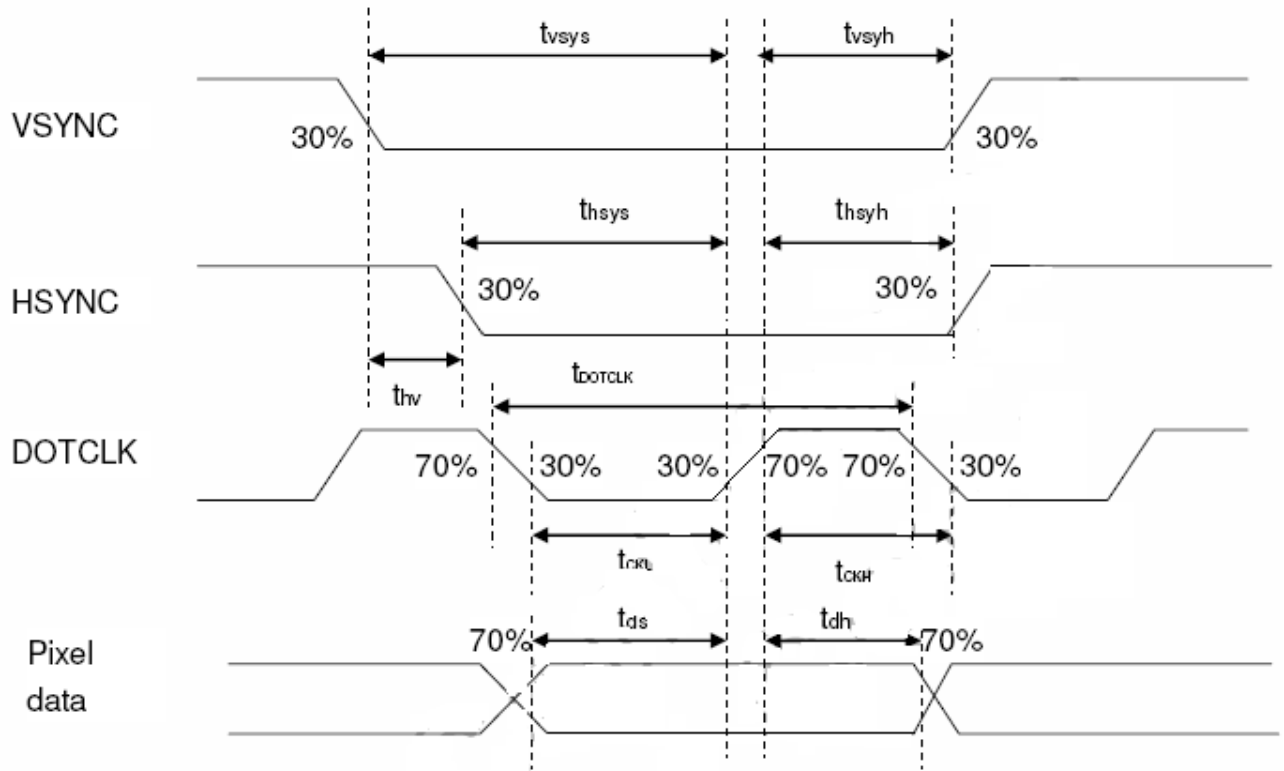 tvsys tvsyh
VSYNC
30% 30%
thsys thsyh
HSYNC
30% 30%
thv
tDOTCLK
DOTCLK
70% 30% 30% 70% 70% 30%
tCKL tCKH
tds tdh
70% 70%
Pixel
data